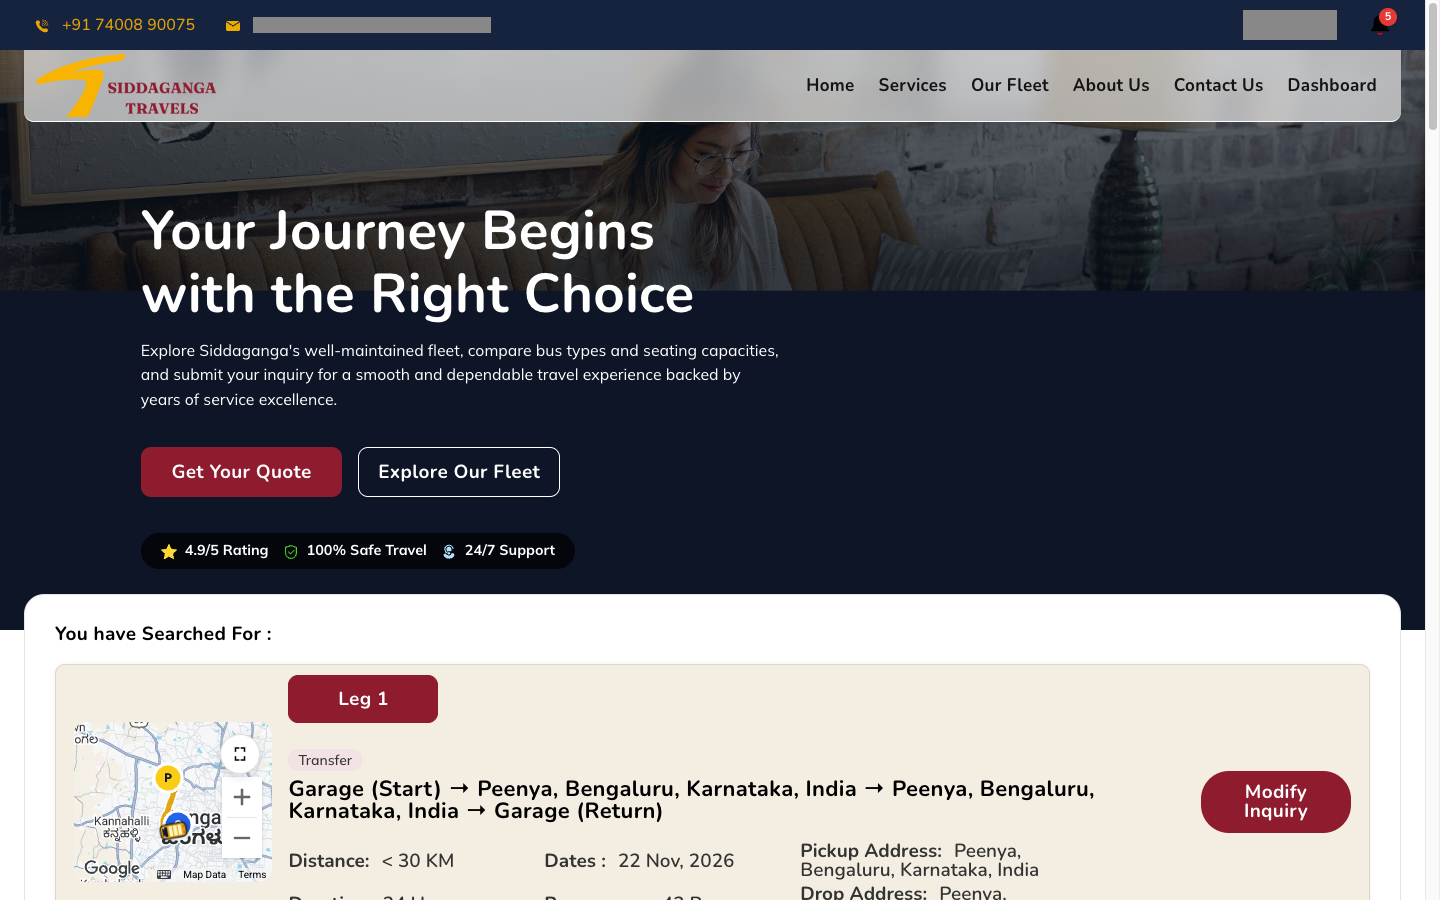 +91 74008 90075
5
SIDDAGANGA
TRAVELS
Home Services Our Fleet About Us Contact Us Dashboard
Your Journey Begins
with the Right Choice
Explore Siddaganga's well-maintained fleet, compare bus types and seating capacities,
and submit your inquiry for a smooth and dependable travel experience backed by
years of service excellence.
Get Your Quote Explore Our Fleet
4.9/5 Rating 100% Safe Travel 24/7 Support
You have Searched For :
Leg 1
Transfer
Garage (Start) → Peenya, Bengaluru, Karnataka, India → Peenya, Bengaluru,
Karnataka, India → Garage (Return)
Modify
Inquiry
Distance: < 30 KM
Dates : 22 Nov, 2026
Pickup Address: Peenya,
Bengaluru, Karnataka, India
Drop Address: Peenya,
P
Kannahalli
ಕನ್ನಹಳ್ಳಿ
Google
Map Data Terms